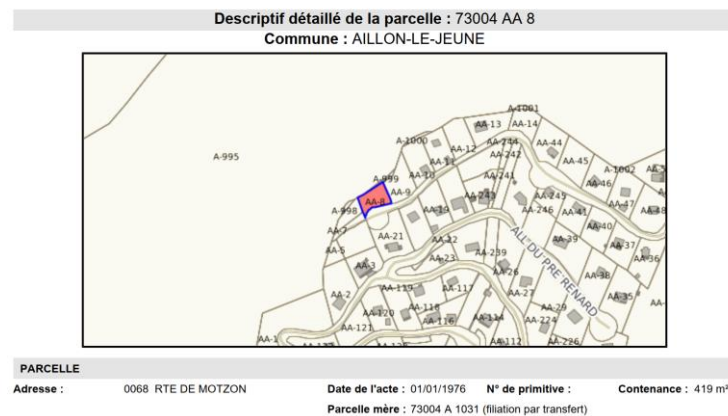 Descriptif détaillé de la parcelle : 73004 AA 8
Commune : AILLON-LE-JEUNE
A-1001
AA-13 AA-14
A-1000 AA-244 AA-44
AA-12 AA-242
A-995 AA-11 AA-45
A-999 AA-10 AA-241 A-1002
AA-9 AA-46
AA-8 AA-243 AA-245
A-998 AA-19 AA-246 AA-41 AA-47 AA-48
AA-7 AA-21 AA-22 AA-40
AA-5 AA-239 AA-39 AA-37
AA-3 AA-23 AA-26 AA-36
ALL DU PRE RENARD
AA-38
AA-2 AA-119 AA-117 AA-27 AA-35
AA-120 AA-118 AA-29
AA-121 AA-116 AA-114 AA-224
AA-112 AA-226
PARCELLE
Adresse : 0068 RTE DE MOTZON Date de l'acte : 01/01/1976 N° de primitive : Contenance : 419 m²
Parcelle mère : 73004 A 1031 (filiation par transfert)